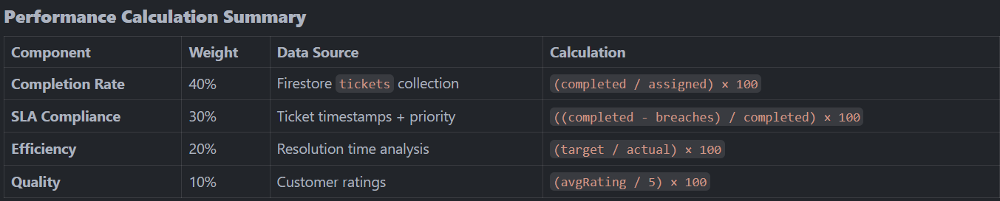 Performance Calculation Summary
Component Weight Data Source Calculation
Completion Rate 40% Firestore tickets collection (completed / assigned) × 100
SLA Compliance 30% Ticket timestamps + priority ((completed - breaches) / completed) × 100
Efficiency 20% Resolution time analysis (target / actual) × 100
Quality 10% Customer ratings (avgRating / 5) × 100